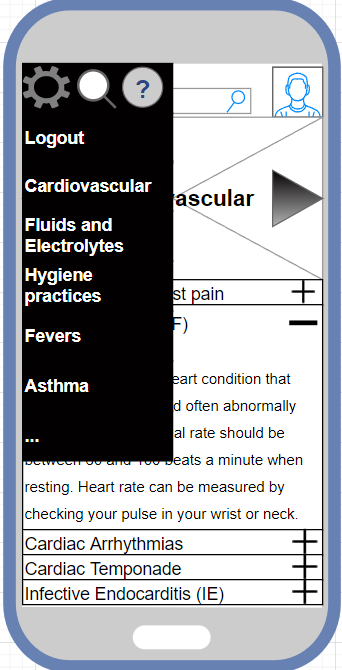 ?
Logout
Cardiovascular
vascular
Fluids and
Electrolytes
Hygiene
practices
st pain
F)
Fevers
eart condition that
Asthma
d often abnormally
al rate should be
...
between 60 and 100 beats a minute when
resting. Heart rate can be measured by
checking your pulse in your wrist or neck.
Cardiac Arrhythmias
Cardiac Temponade
Infective Endocarditis (IE)